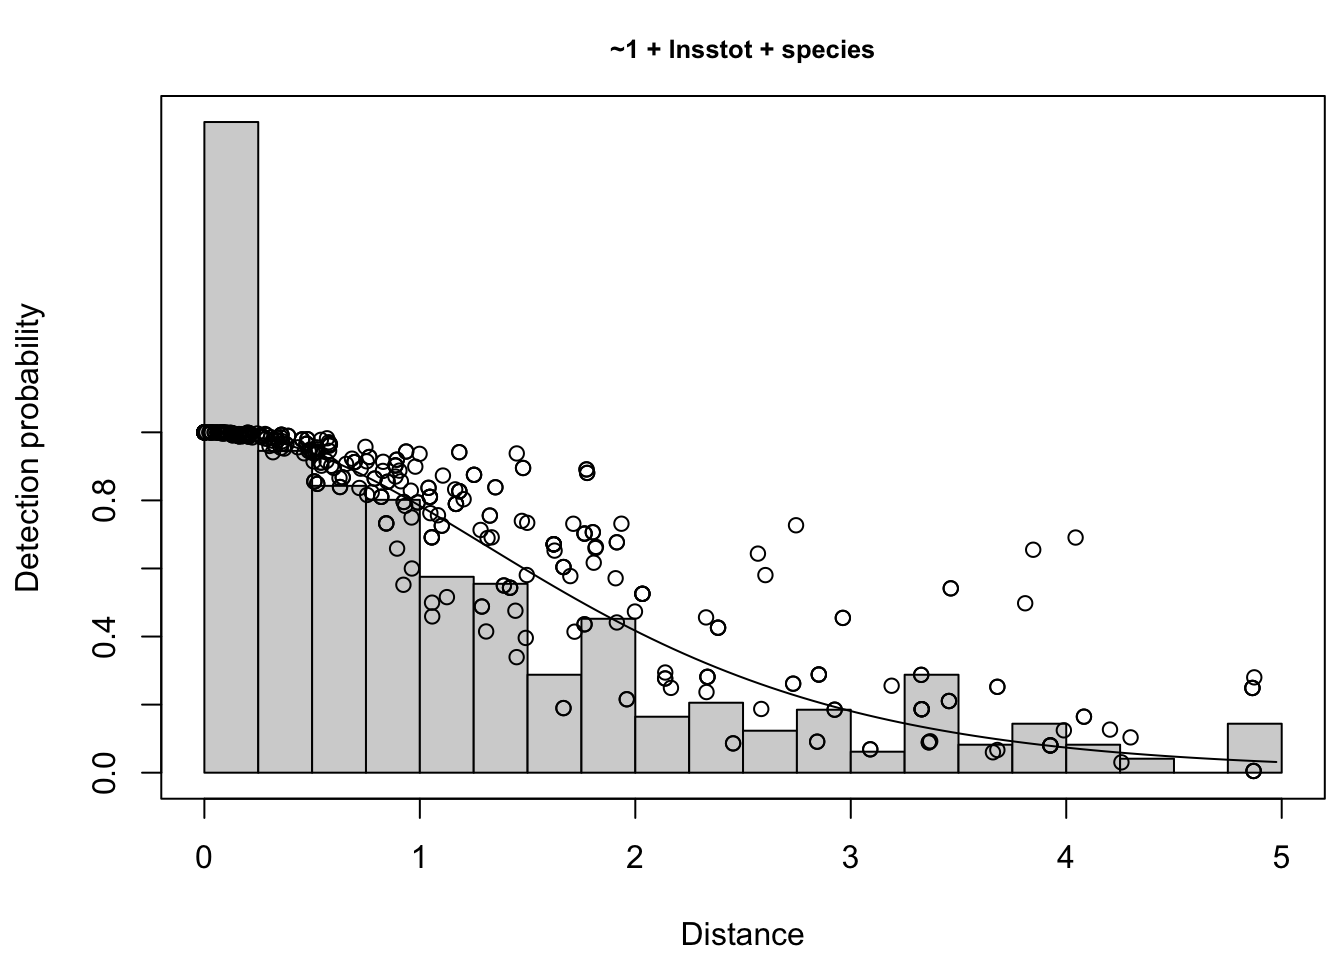 ~1 + lnsstot + species
Detection probability
0.8
0.4
0.0
0 1 2 3 4 5
Distance